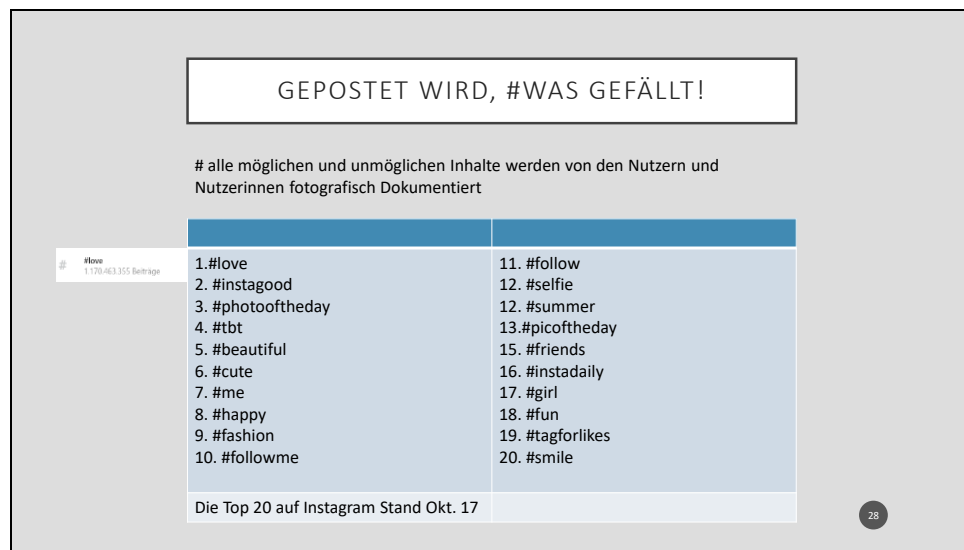 GEPOSTET WIRD, #WAS GEFÄLLT!
# alle möglichen und unmöglichen Inhalte werden von den Nutzern und
Nutzerinnen fotografisch Dokumentiert
#
#love
1.170.463.355 Beiträge
1.#love
2. #instagood
3. #photooftheday
4. #tbt
5. #beautiful
6. #cute
7. #me
8. #happy
9. #fashion
10. #followme
11. #follow
12. #selfie
12. #summer
13.#picoftheday
15. #friends
16. #instadaily
17. #girl
18. #fun
19. #tagforlikes
20. #smile
Die Top 20 auf Instagram Stand Okt. 17
28